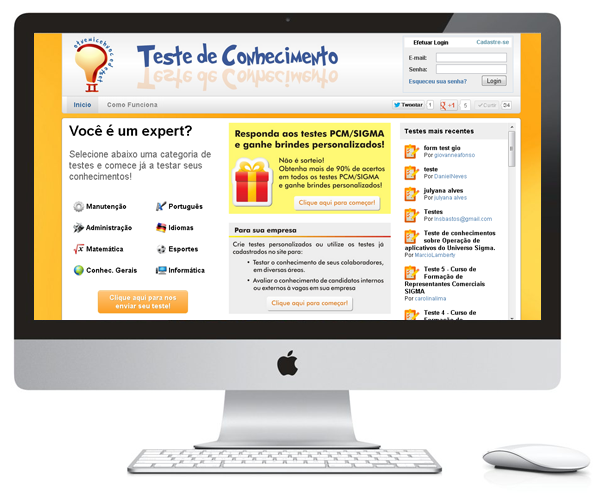 Teste de Conhecimento
Efetuar Login
Cadastre-se
E-mail:
Senha:
Esqueceu sua senha?
Login
Início
Como Funciona
Tweetar
1
+1
5
Curtir
34
Você é um expert?
Selecione abaixo uma categoria de
testes e comece já a testar seus
conhecimentos!
Manutenção
Português
Administração
Idiomas
Matemática
Esportes
Conhec. Gerais
Informática
Clique aqui para nos
enviar seu teste!
Responda aos testes PCM/SIGMA
e ganhe brindes personalizados!
Não é sorteio!
Obtenha mais de 90% de acertos
em todos os testes PCM/SIGMA
e ganhe brindes personalizados!
Clique aqui para começar!
Para sua empresa
Crie testes personalizados ou utilize os testes já
cadastrados no site para:
• Testar o conhecimento de seus colaboradores,
em diversas áreas.
• Avaliar o conhecimento de candidatos internos
ou externos à vagas em sua empresa
Clique aqui para começar!
Testes mais recentes
form test gio
Por giovanneafonso
teste
Por DanielNeves
julyana alves
Por julyana alves
Testes
Por linsbastos@gmail.com
Teste de conhecimentos
sobre Operação de
aplicativos do Universo Sigma.
Por MarcioLamberty
Teste 5 - Curso de
Formação de
Representantes Comerciais
SIGMA
Por carolinalima
Teste 4 - Curso de
Formação de